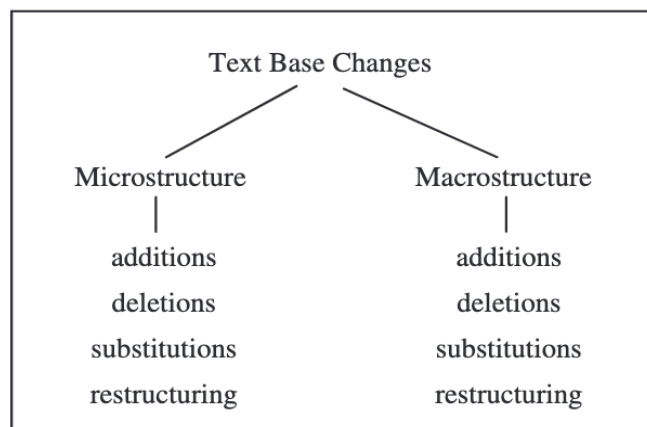 Text Base Changes
Microstructure Macrostructure
additions additions
deletions deletions
substitutions substitutions
restructuring restructuring